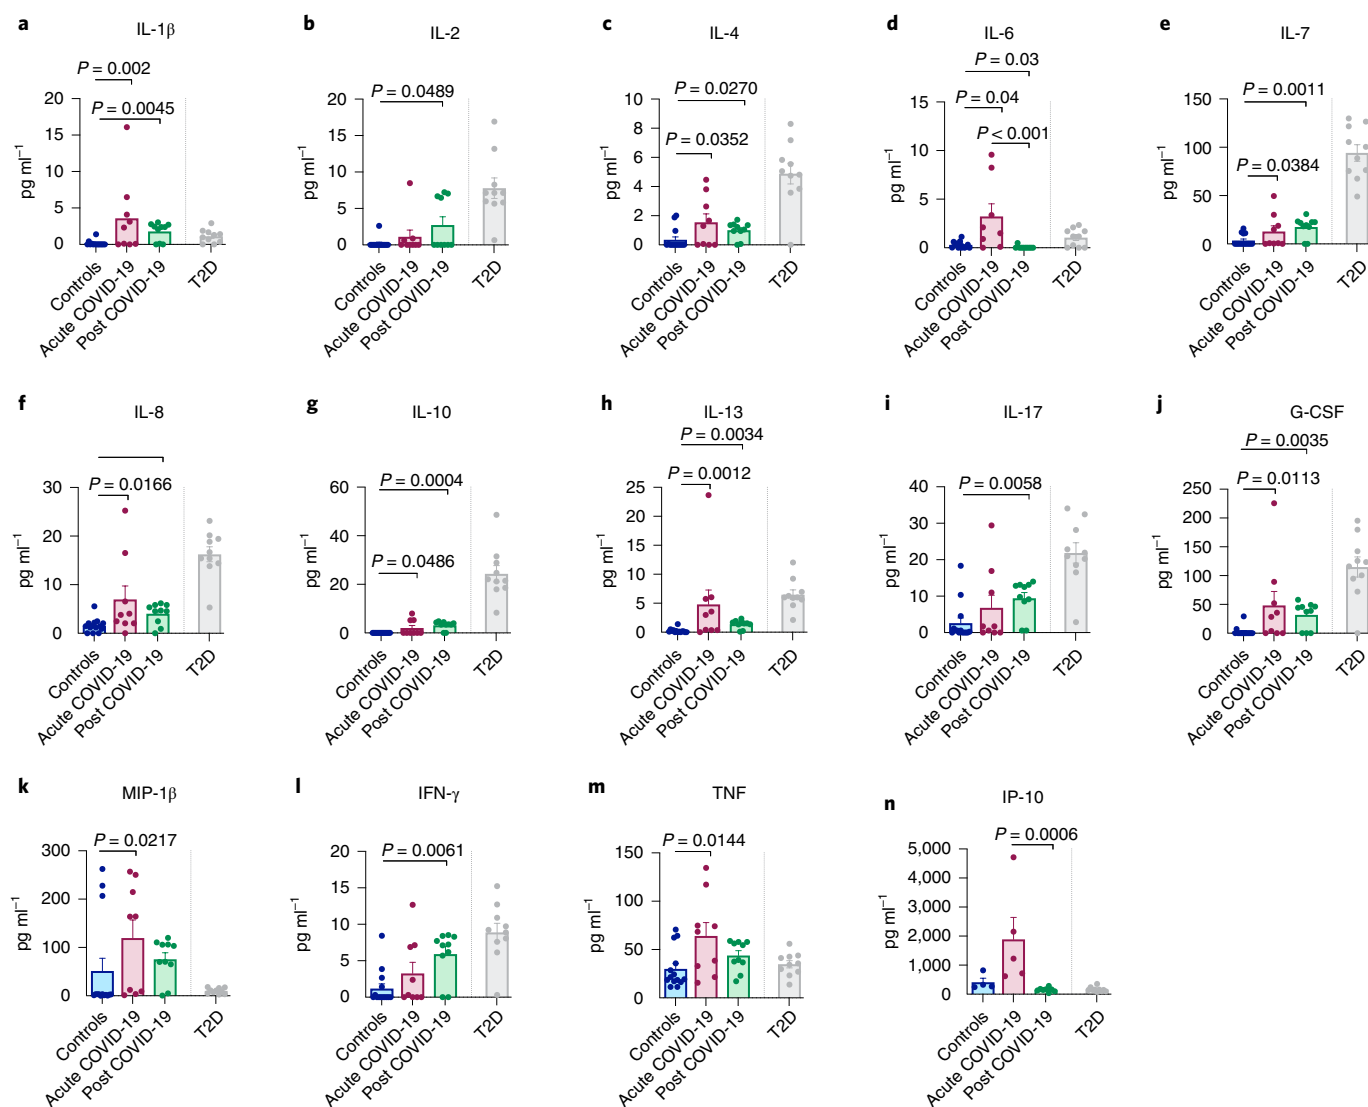 a IL-1β
P = 0.002
P = 0.0045
pg ml⁻¹
20
15
10
5
0
Controls
Acute COVID-19
Post COVID-19
T2D
b IL-2
P = 0.0489
pg ml⁻¹
20
15
10
5
0
Controls
Acute COVID-19
Post COVID-19
T2D
c IL-4
P = 0.0270
P = 0.0352
pg ml⁻¹
10
8
6
4
2
0
Controls
Acute COVID-19
Post COVID-19
T2D
d IL-6
P = 0.03
P = 0.04
P < 0.001
pg ml⁻¹
15
10
5
0
Controls
Acute COVID-19
Post COVID-19
T2D
e IL-7
P = 0.0011
P = 0.0384
pg ml⁻¹
150
100
50
0
Controls
Acute COVID-19
Post COVID-19
T2D
f IL-8
P = 0.0166
pg ml⁻¹
30
20
10
0
Controls
Acute COVID-19
Post COVID-19
T2D
g IL-10
P = 0.0004
P = 0.0486
pg ml⁻¹
60
40
20
0
Controls
Acute COVID-19
Post COVID-19
T2D
h IL-13
P = 0.0034
P = 0.0012
pg ml⁻¹
25
20
15
10
5
0
Controls
Acute COVID-19
Post COVID-19
T2D
i IL-17
P = 0.0058
pg ml⁻¹
40
30
20
10
0
Controls
Acute COVID-19
Post COVID-19
T2D
j G-CSF
P = 0.0035
P = 0.0113
pg ml⁻¹
250
200
150
100
50
0
Controls
Acute COVID-19
Post COVID-19
T2D
k MIP-1β
P = 0.0217
pg ml⁻¹
300
200
100
0
Controls
Acute COVID-19
Post COVID-19
T2D
l IFN-γ
P = 0.0061
pg ml⁻¹
20
15
10
5
0
Controls
Acute COVID-19
Post COVID-19
T2D
m TNF
P = 0.0144
pg ml⁻¹
150
100
50
0
Controls
Acute COVID-19
Post COVID-19
T2D
n IP-10
P = 0.0006
pg ml⁻¹
5,000
4,000
3,000
2,000
1,000
0
Controls
Acute COVID-19
Post COVID-19
T2D